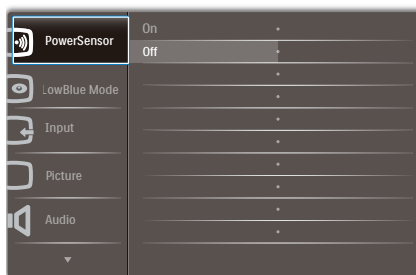 PowerSensor
On
Off
LowBlue Mode
Input
Picture
Audio